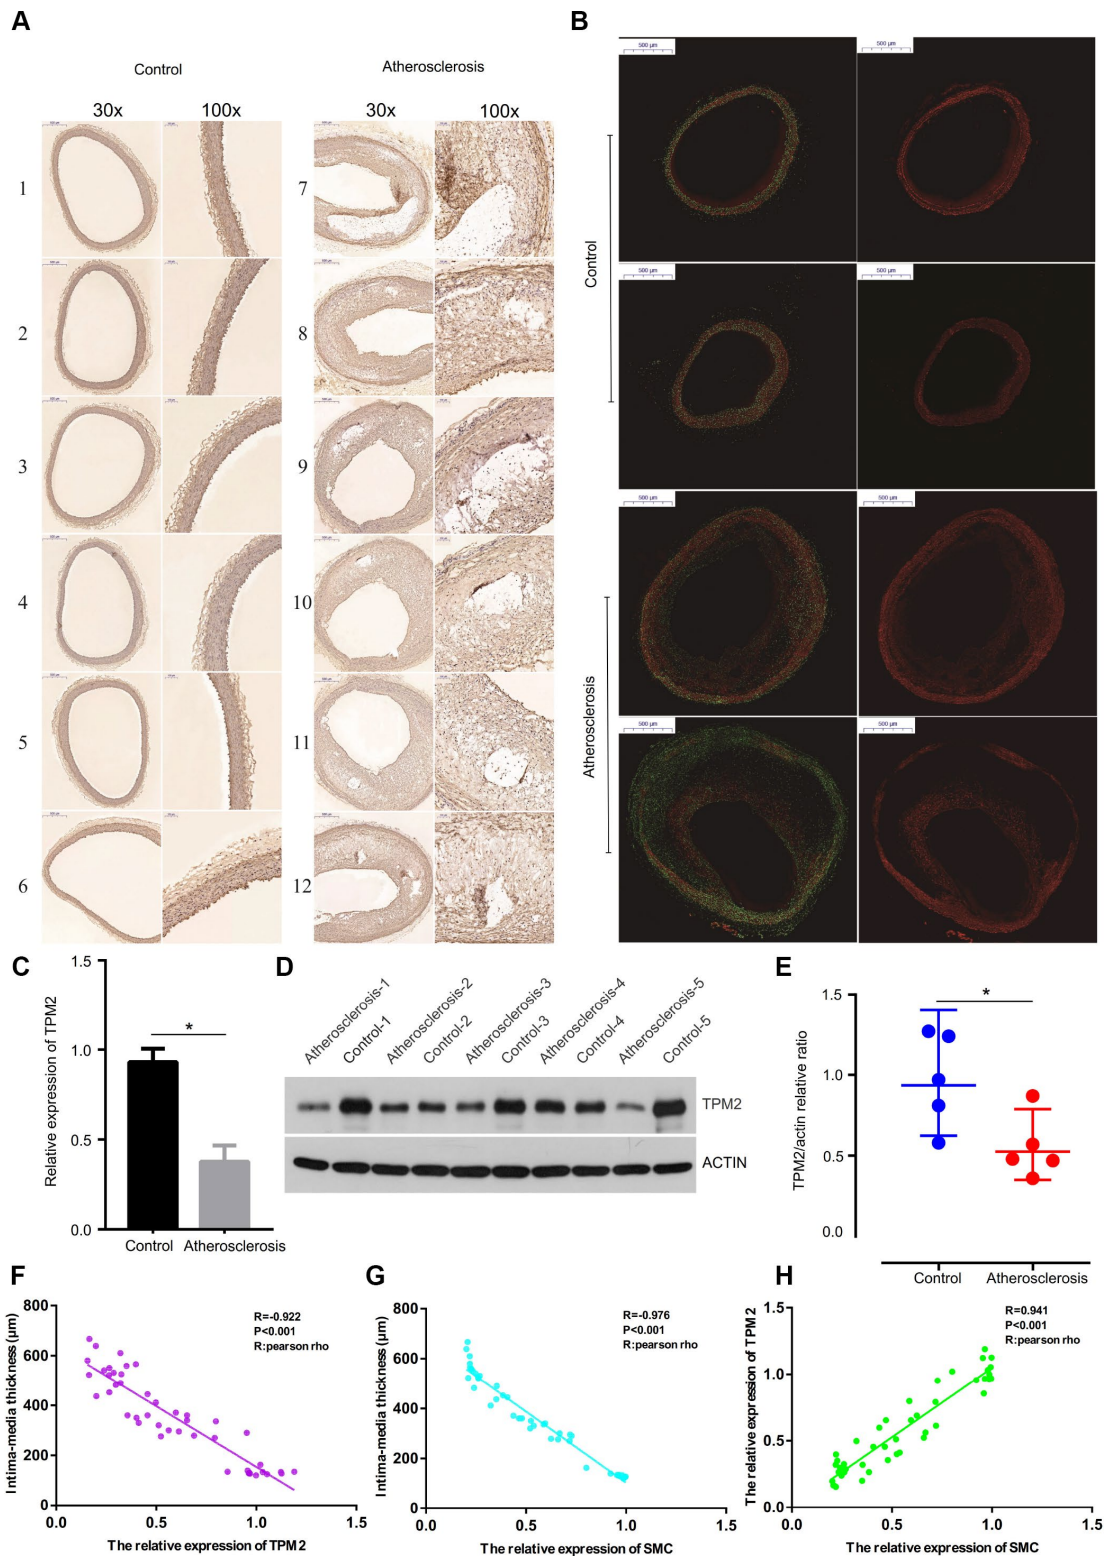 A
Control
Atherosclerosis
30x
100x
30x
100x
1
2
3
4
5
6
7
8
9
10
11
12
B
500 µm
500 µm
500 µm
500 µm
500 µm
500 µm
500 µm
500 µm
Control
Atherosclerosis
C
Relative expression of TPM2
1.5
1.0
0.5
0.0
*
Control
Atherosclerosis
D
Atherosclerosis-1
Control-1
Atherosclerosis-2
Control-2
Atherosclerosis-3
Control-3
Atherosclerosis-4
Control-4
Atherosclerosis-5
Control-5
TPM2
ACTIN
E
TPM2/actin relative ratio
1.5
1.0
0.5
0.0
*
Control
Atherosclerosis
F
Intima-media thickness (µm)
800
600
400
200
0
0.0
0.5
1.0
1.5
R=-0.922
P<0.001
R:pearson rho
The relative expression of TPM2
G
Intima-media thickness (µm)
800
600
400
200
0
0.0
0.5
1.0
1.5
R=-0.976
P<0.001
R:pearson rho
The relative expression of SMC
H
The relative expression of TPM2
1.5
1.0
0.5
0.0
0.0
0.5
1.0
1.5
R=0.941
P<0.001
R:pearson rho
The relative expression of SMC